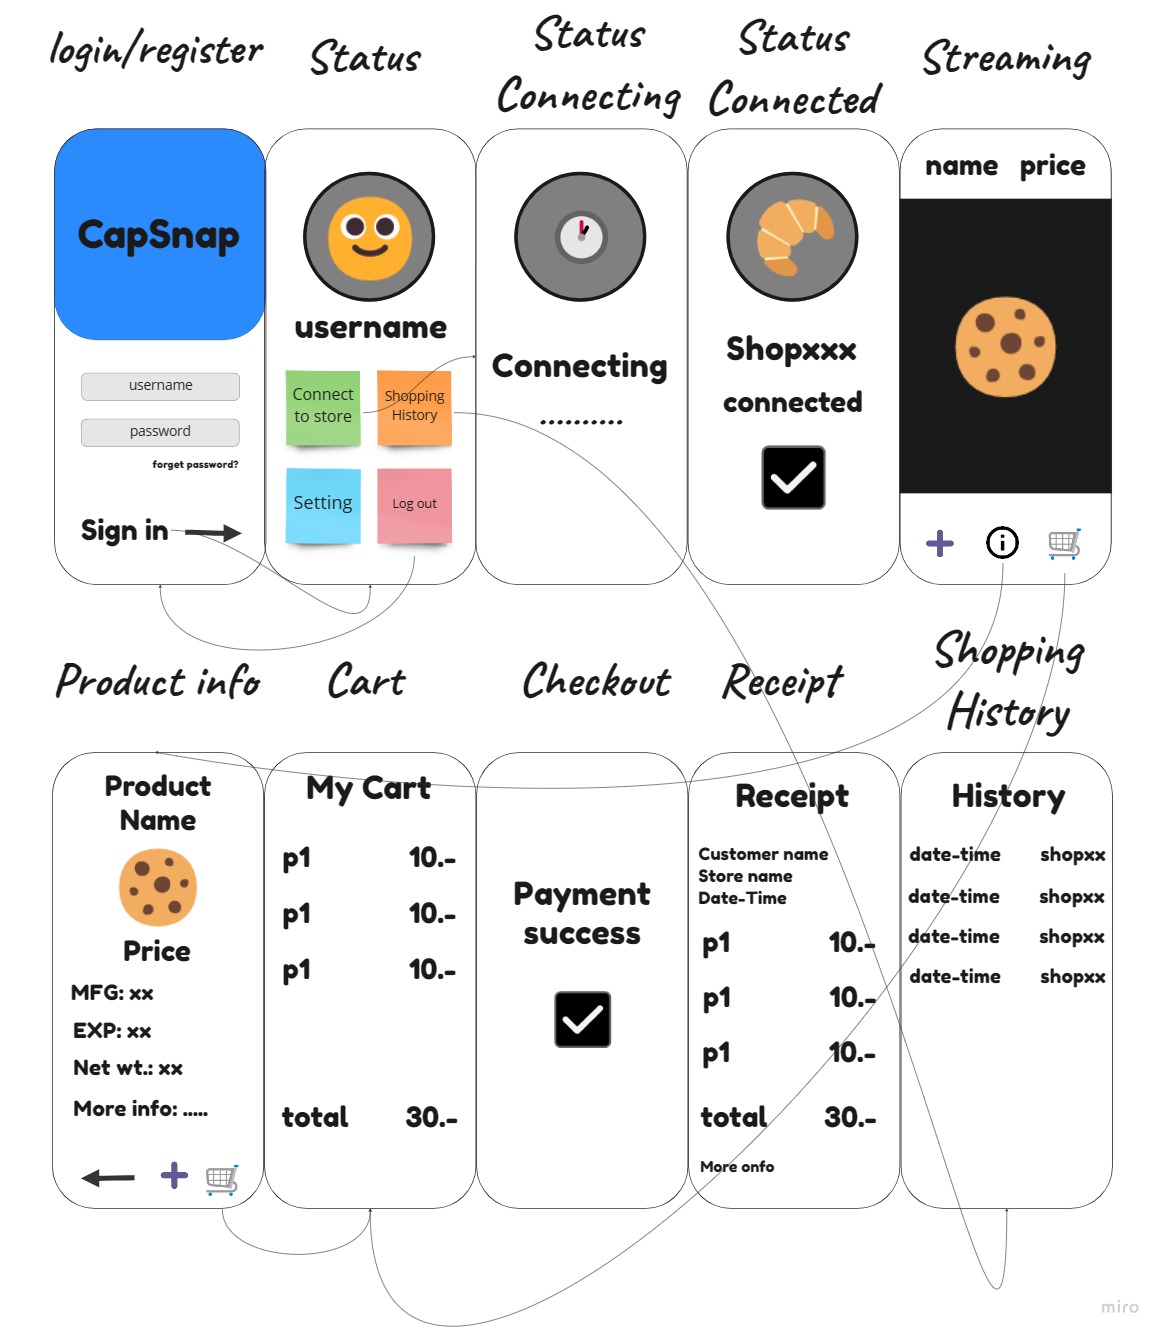 login/register
Status
Status
Connecting
Status
Connected
Streaming
CapSnap
username
password
forget password?
Sign in
username
Connect
to store
Shopping
History
Setting
Log out
Connecting
..........
Shopxxx
connected
name price
Product info
Cart
Checkout
Receipt
Shopping
History
Product
Name
Price
MFG: xx
EXP: xx
Net wt.: xx
More info: .....
My Cart
p1 10.-
p1 10.-
p1 10.-
total 30.-
Payment
success
Receipt
Customer name
Store name
Date-Time
p1 10.-
p1 10.-
p1 10.-
total 30.-
More onfo
History
date-time shopxx
date-time shopxx
date-time shopxx
date-time shopxx
miro